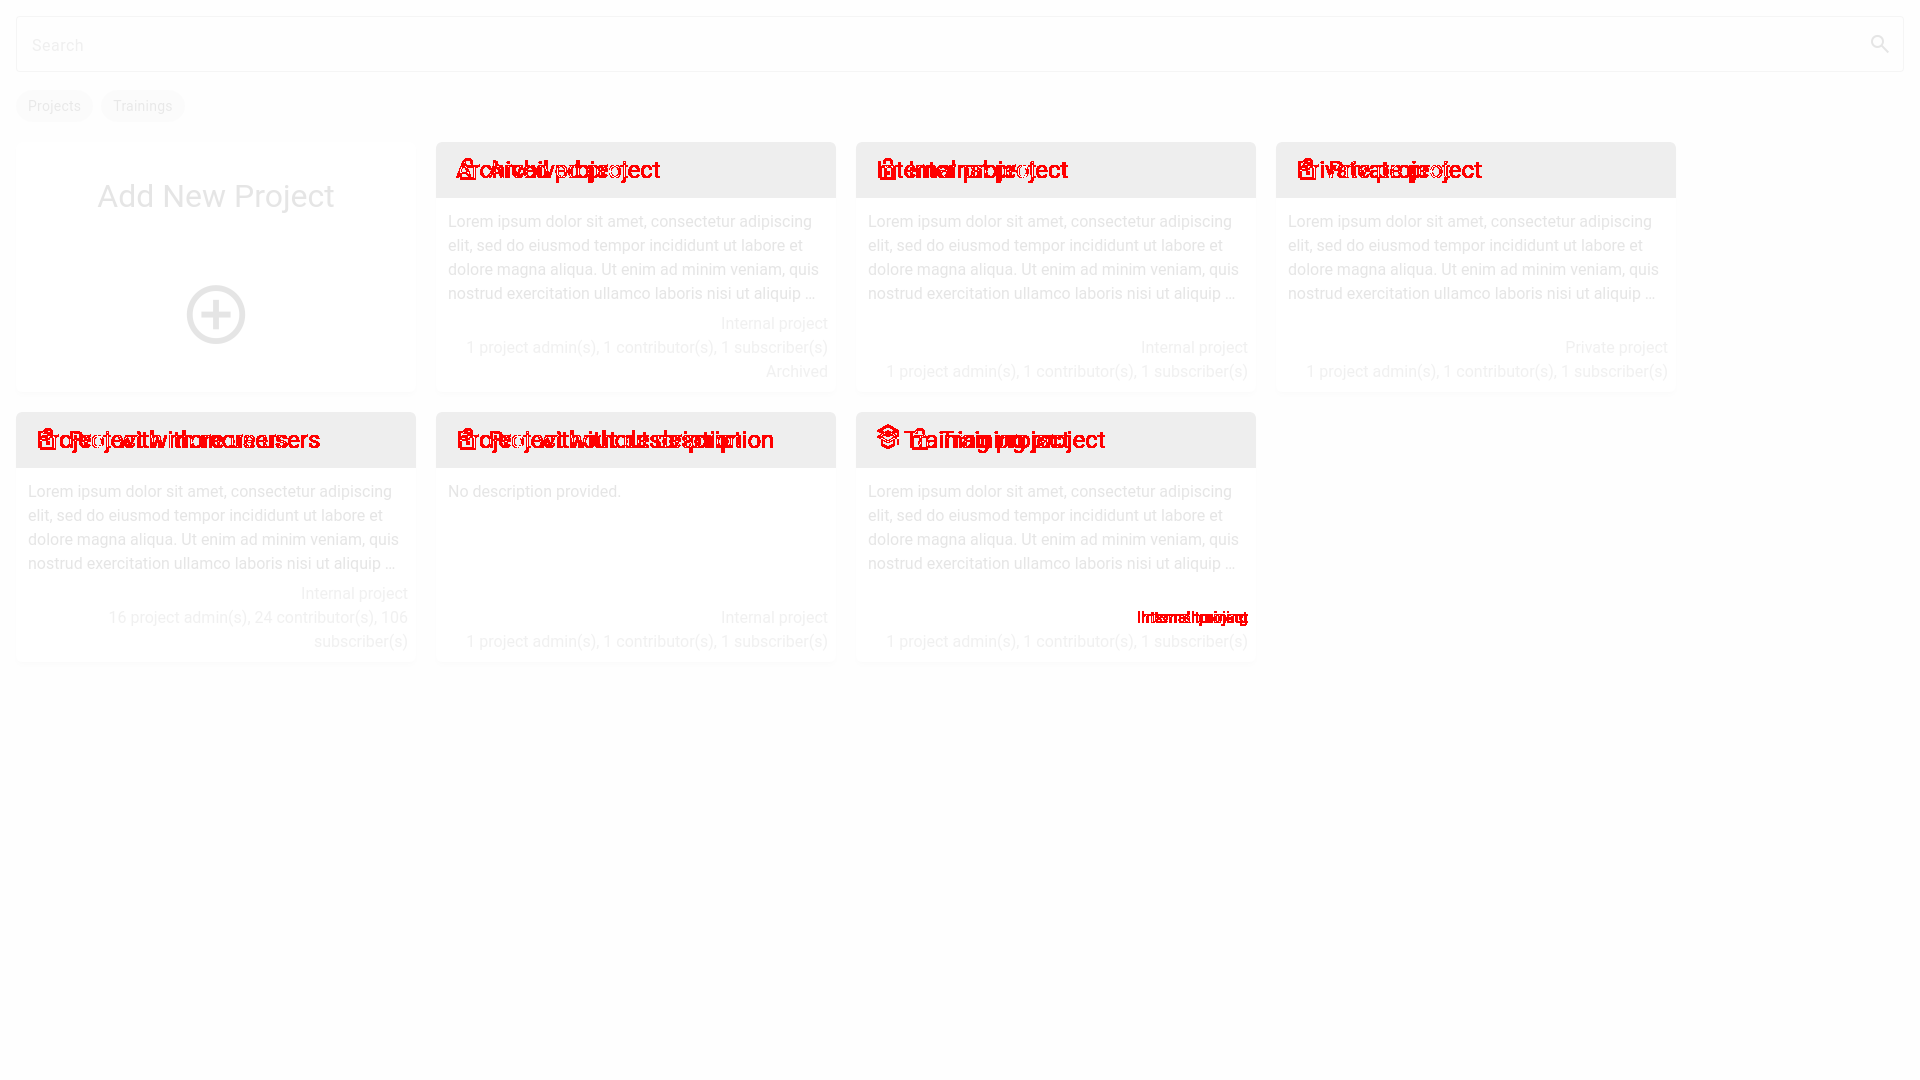 Search
Projects
Trainings
Add New Project
Archived project
Lorem ipsum dolor sit amet, consectetur adipiscing
elit, sed do eiusmod tempor incididunt ut labore et
dolore magna aliqua. Ut enim ad minim veniam, quis
nostrud exercitation ullamco laboris nisi ut aliquip ...
Internal project
1 project admin(s), 1 contributor(s), 1 subscriber(s)
Archived
Internal project
Lorem ipsum dolor sit amet, consectetur adipiscing
elit, sed do eiusmod tempor incididunt ut labore et
dolore magna aliqua. Ut enim ad minim veniam, quis
nostrud exercitation ullamco laboris nisi ut aliquip ...
Internal project
1 project admin(s), 1 contributor(s), 1 subscriber(s)
Private project
Lorem ipsum dolor sit amet, consectetur adipiscing
elit, sed do eiusmod tempor incididunt ut labore et
dolore magna aliqua. Ut enim ad minim veniam, quis
nostrud exercitation ullamco laboris nisi ut aliquip ...
Private project
1 project admin(s), 1 contributor(s), 1 subscriber(s)
Project with more users
Lorem ipsum dolor sit amet, consectetur adipiscing
elit, sed do eiusmod tempor incididunt ut labore et
dolore magna aliqua. Ut enim ad minim veniam, quis
nostrud exercitation ullamco laboris nisi ut aliquip ...
Internal project
16 project admin(s), 24 contributor(s), 106
subscriber(s)
Project without description
No description provided.
Internal project
1 project admin(s), 1 contributor(s), 1 subscriber(s)
Training project
Lorem ipsum dolor sit amet, consectetur adipiscing
elit, sed do eiusmod tempor incididunt ut labore et
dolore magna aliqua. Ut enim ad minim veniam, quis
nostrud exercitation ullamco laboris nisi ut aliquip ...
Internal
1 project admin(s), 1 contributor(s), 1 subscriber(s)